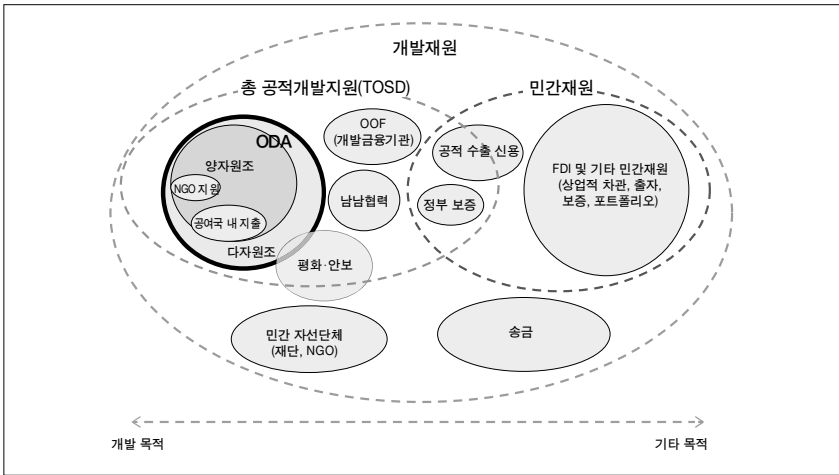 개발재원
총 공적개발지원(TOSD)
민간재원
OOF
(개발금융기관)
ODA
공적 수출 신용
양자원조
FDI 및 기타 민간재원
(상업적 차관, 출자,
보증, 포트폴리오)
NGO 지원
남남협력
정부 보증
공여국 내 지출
다자원조
평화·안보
민간 자선단체
(재단, NGO)
송금
개발 목적
기타 목적